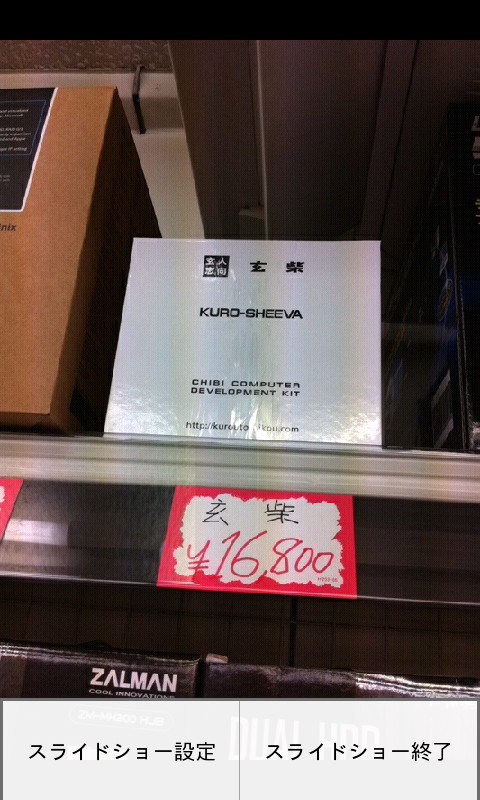 玄人
志向
玄 柴
KURO-SHEEVA
CHIBI COMPUTER
DEVELOPMENT KIT
玄 柴
¥16,800
ZALMAN
COOL INNOVATIONS
スライドショー設定
スライドショー終了